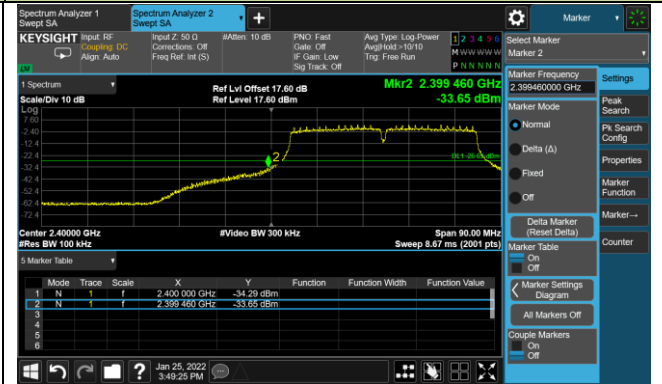 Spectrum Analyzer 1
Swept SA
Spectrum Analyzer 2
Swept SA
+
Marker
KEYSIGHT
Input: RF
Coupling: DC
Align: Auto
Input Z: 50 Ω
Corrections: Off
Freq Ref: Int (S)
#Atten: 10 dB
PNO: Fast
Gate: Off
IF Gain: Low
Sig Track: Off
Avg Type: Log-Power
Avg|Hold:>10/10
Trig: Free Run
1 2 3 4 5 6
M W W W W W
P N N N N N
Select Marker
Marker 2
1 Spectrum
Scale/Div 10 dB
Ref Lvl Offset 17.60 dB
Ref Level 17.60 dBm
Mkr2 2.399 460 GHz
-33.65 dBm
Log
7.60
-2.40
-12.4
-22.4
-32.4
-42.4
-52.4
-62.4
-72.4
2
Center 2.40000 GHz
#Res BW 100 kHz
#Video BW 300 kHz
Span 90.00 MHz
Sweep 8.67 ms (2001 pts)
5 Marker Table
Mode Trace Scale X Y Function Function Width Function Value
1 N 1 f 2.400 000 GHz -34.29 dBm
2 N 1 f 2.399 460 GHz -33.65 dBm
3
4
5
6
Marker Frequency
2.399460000 GHz
Marker Mode
Normal
Delta (Δ)
Fixed
Off
Delta Marker
(Reset Delta)
Marker Table
On
Off
Marker Settings
Diagram
All Markers Off
Couple Markers
On
Off
Settings
Peak
Search
Pk Search
Config
Properties
Marker
Function
Marker→
Counter
?
Jan 25, 2022
3:49:25 PM